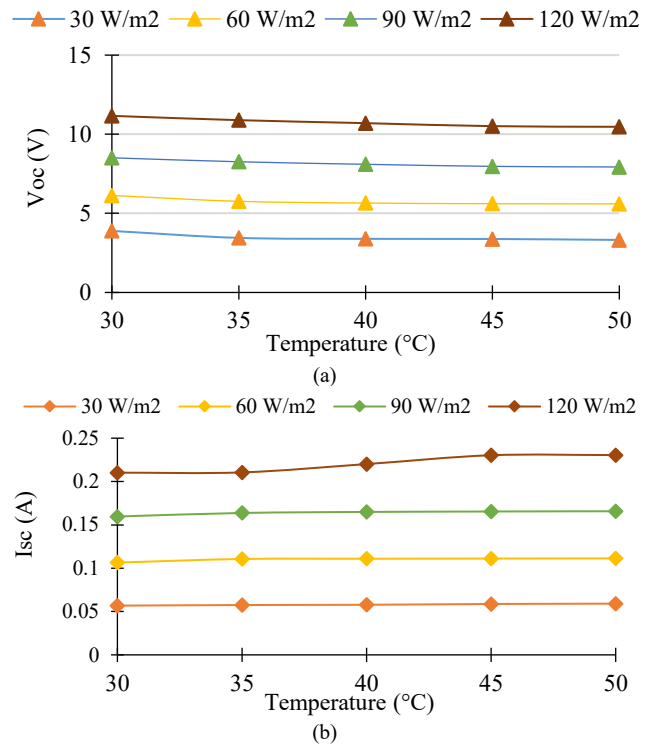 30 W/m2 60 W/m2 90 W/m2 120 W/m2
15
10
5
0
Voc (V)
30 35 40 45 50
Temperature (°C)
(a)
30 W/m2 60 W/m2 90 W/m2 120 W/m2
0.25
0.2
0.15
0.1
0.05
0
Isc (A)
30 35 40 45 50
Temperature (°C)
(b)